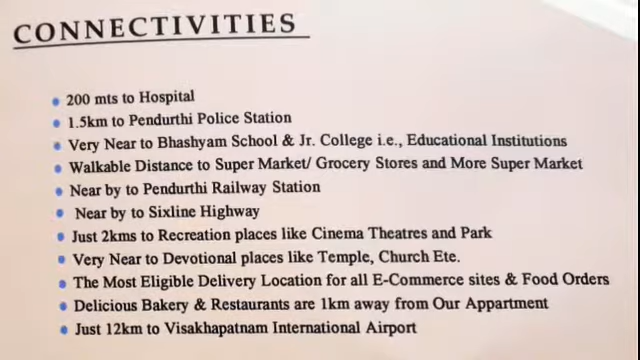 CONNECTIVITIES
• 200 mts to Hospital
• 1.5km to Pendurthi Police Station
• Very Near to Bhashyam School & Jr. College i.e., Educational Institutions
• Walkable Distance to Super Market/ Grocery Stores and More Super Market
• Near by to Pendurthi Railway Station
• Near by to Sixline Highway
• Just 2kms to Recreation places like Cinema Theatres and Park
• Very Near to Devotional places like Temple, Church Ete.
• The Most Eligible Delivery Location for all E-Commerce sites & Food Orders
• Delicious Bakery & Restaurants are 1km away from Our Appartment
• Just 12km to Visakhapatnam International Airport